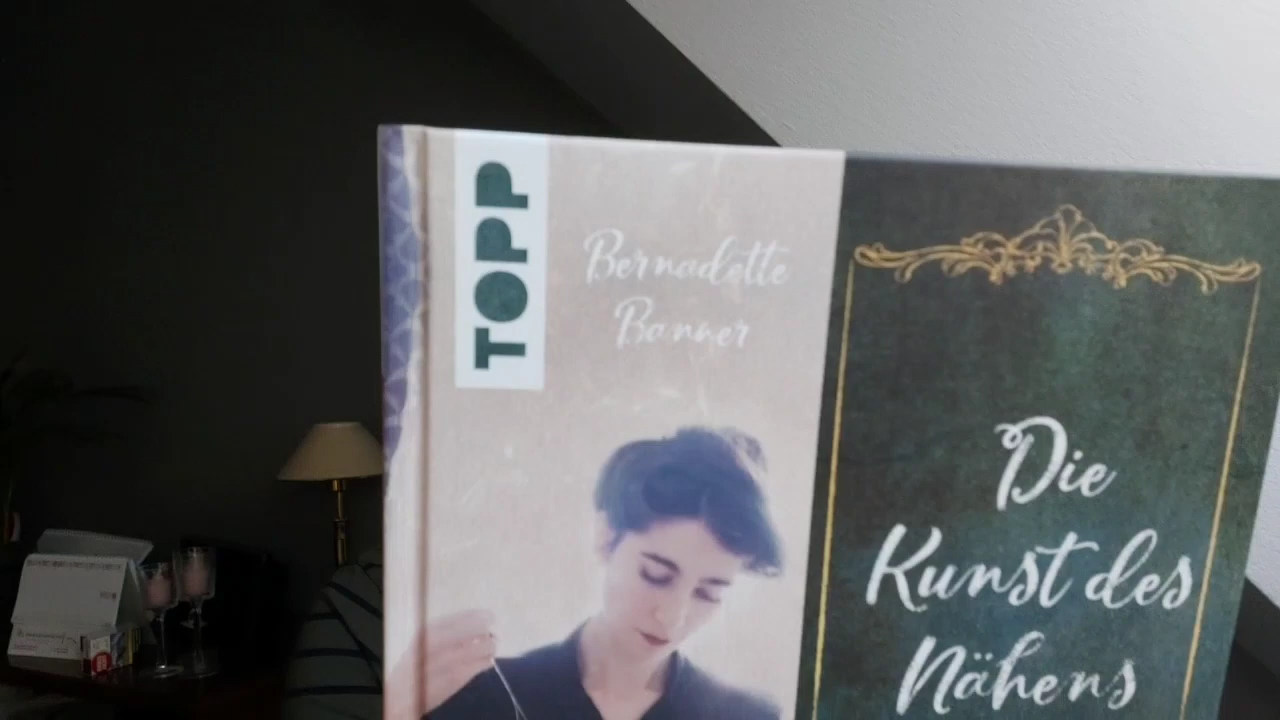 TOPP
Bernadette
Banner
Die
Kunst des
Nähens